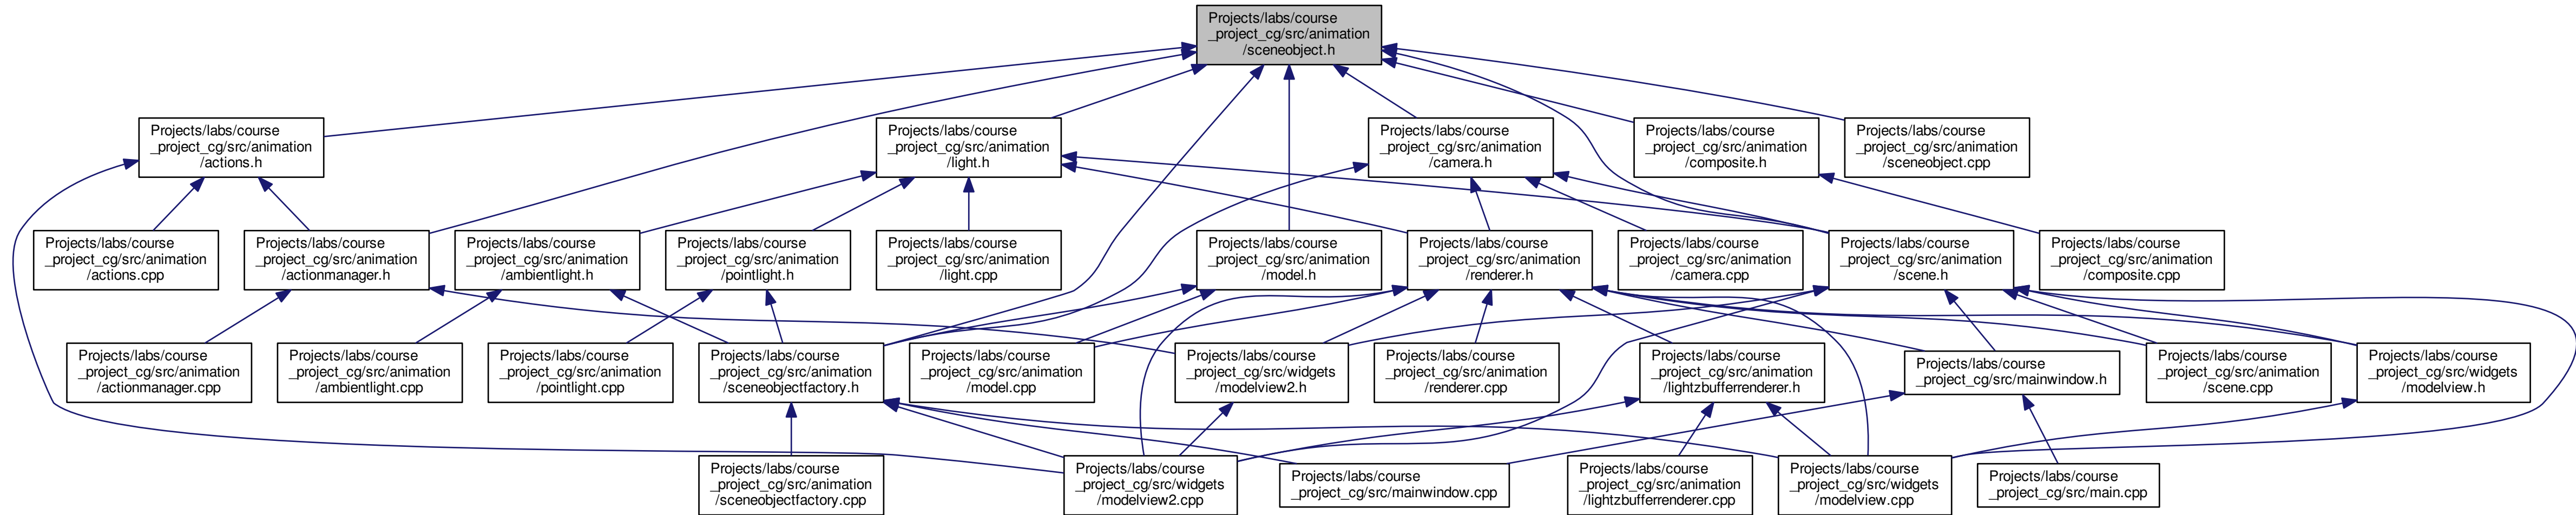 Projects/labs/course
_project_cg/src/animation
/sceneobject.h
Projects/labs/course
_project_cg/src/animation
/actions.h
Projects/labs/course
_project_cg/src/animation
/light.h
Projects/labs/course
_project_cg/src/animation
/camera.h
Projects/labs/course
_project_cg/src/animation
/composite.h
Projects/labs/course
_project_cg/src/animation
/sceneobject.cpp
Projects/labs/course
_project_cg/src/animation
/actions.cpp
Projects/labs/course
_project_cg/src/animation
/actionmanager.h
Projects/labs/course
_project_cg/src/animation
/ambientlight.h
Projects/labs/course
_project_cg/src/animation
/pointlight.h
Projects/labs/course
_project_cg/src/animation
/light.cpp
Projects/labs/course
_project_cg/src/animation
/model.h
Projects/labs/course
_project_cg/src/animation
/renderer.h
Projects/labs/course
_project_cg/src/animation
/camera.cpp
Projects/labs/course
_project_cg/src/animation
/scene.h
Projects/labs/course
_project_cg/src/animation
/composite.cpp
Projects/labs/course
_project_cg/src/animation
/actionmanager.cpp
Projects/labs/course
_project_cg/src/animation
/ambientlight.cpp
Projects/labs/course
_project_cg/src/animation
/pointlight.cpp
Projects/labs/course
_project_cg/src/animation
/sceneobjectfactory.h
Projects/labs/course
_project_cg/src/animation
/model.cpp
Projects/labs/course
_project_cg/src/widgets
/modelview2.h
Projects/labs/course
_project_cg/src/animation
/renderer.cpp
Projects/labs/course
_project_cg/src/animation
/lightzbufferrenderer.h
Projects/labs/course
_project_cg/src/mainwindow.h
Projects/labs/course
_project_cg/src/animation
/scene.cpp
Projects/labs/course
_project_cg/src/widgets
/modelview.h
Projects/labs/course
_project_cg/src/animation
/sceneobjectfactory.cpp
Projects/labs/course
_project_cg/src/widgets
/modelview2.cpp
Projects/labs/course
_project_cg/src/mainwindow.cpp
Projects/labs/course
_project_cg/src/animation
/lightzbufferrenderer.cpp
Projects/labs/course
_project_cg/src/widgets
/modelview.cpp
Projects/labs/course
_project_cg/src/main.cpp